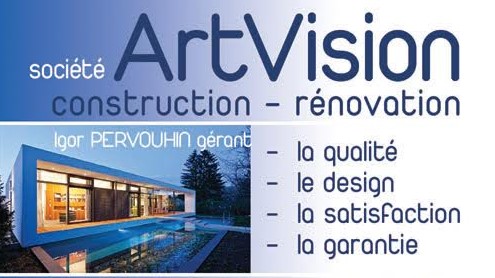 société ArtVision
construction - rénovation
Igor PERVOUHIN gérant
- la qualité
- le design
- la satisfaction
- la garantie